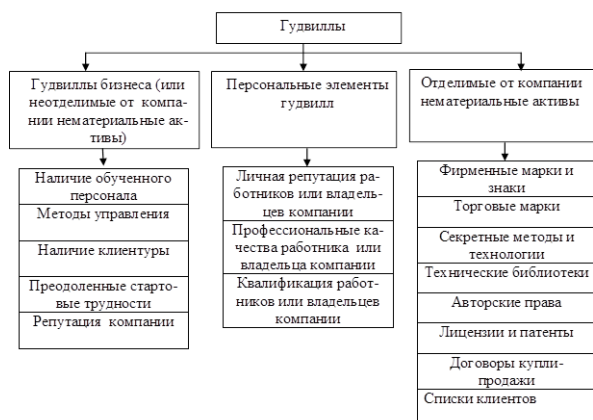 Гудвиллы
Гудвиллы бизнеса (или
неотделимые от компа-
нии нематериальные ак-
тивы)
Наличие обученного
персонала
Методы управления
Наличие клиентуры
Преодоленные старто-
вые трудности
Репутация компании
Персональные элементы
гудвилл
Личная репутация ра-
ботников или владель-
цев компании
Профессиональные ка-
чества работника или
владельца компании
Квалификация работ-
ников или владельцев
компании
Отделимые от компании
нематериальные активы
Фирменные марки и
знаки
Торговые марки
Секретные методы и
технологии
Технические библиотеки
Авторские права
Лицензии и патенты
Договоры купли-
продажи
Списки клиентов